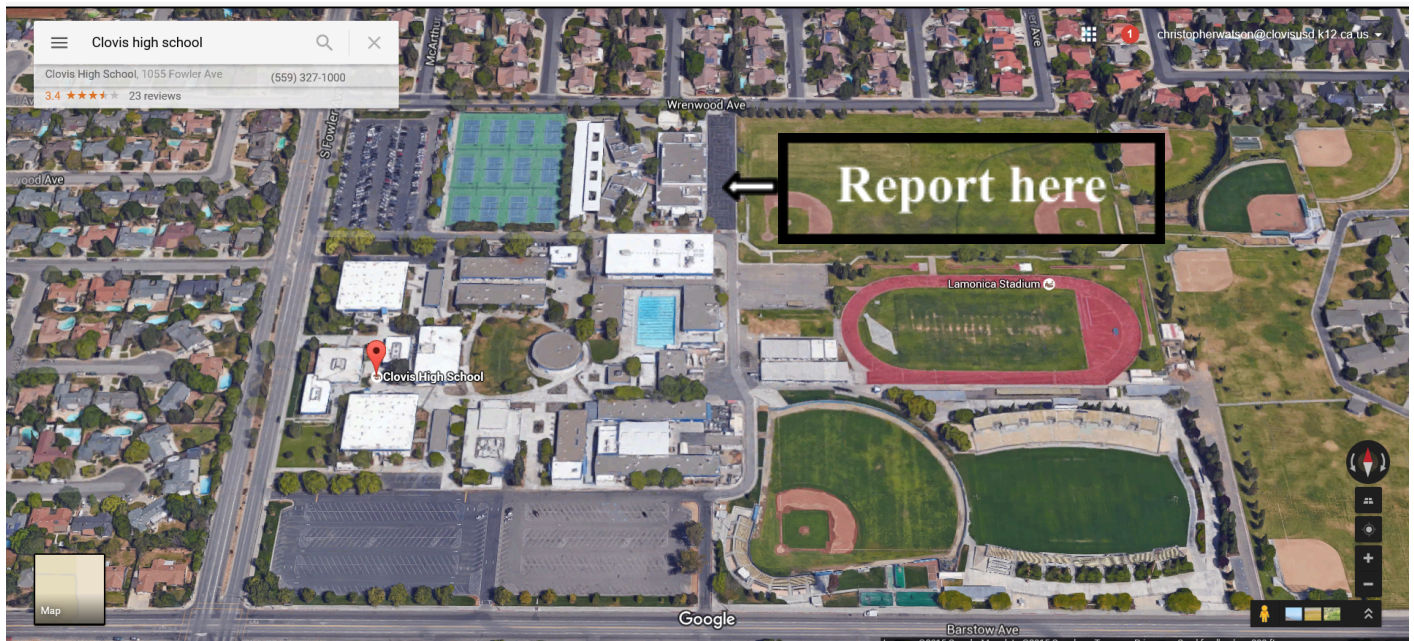 Clovis high school
Clovis High School, 1055 Fowler Ave
(559) 327-1000
3.4
23 reviews
McArthur
1
christopherwatson@clovisusd.k12.ca.us
Wrenwood Ave
S Fowler
wood Ave
Report here
Lamonica Stadium
Clovis High School
Map
Google
Barstow Ave